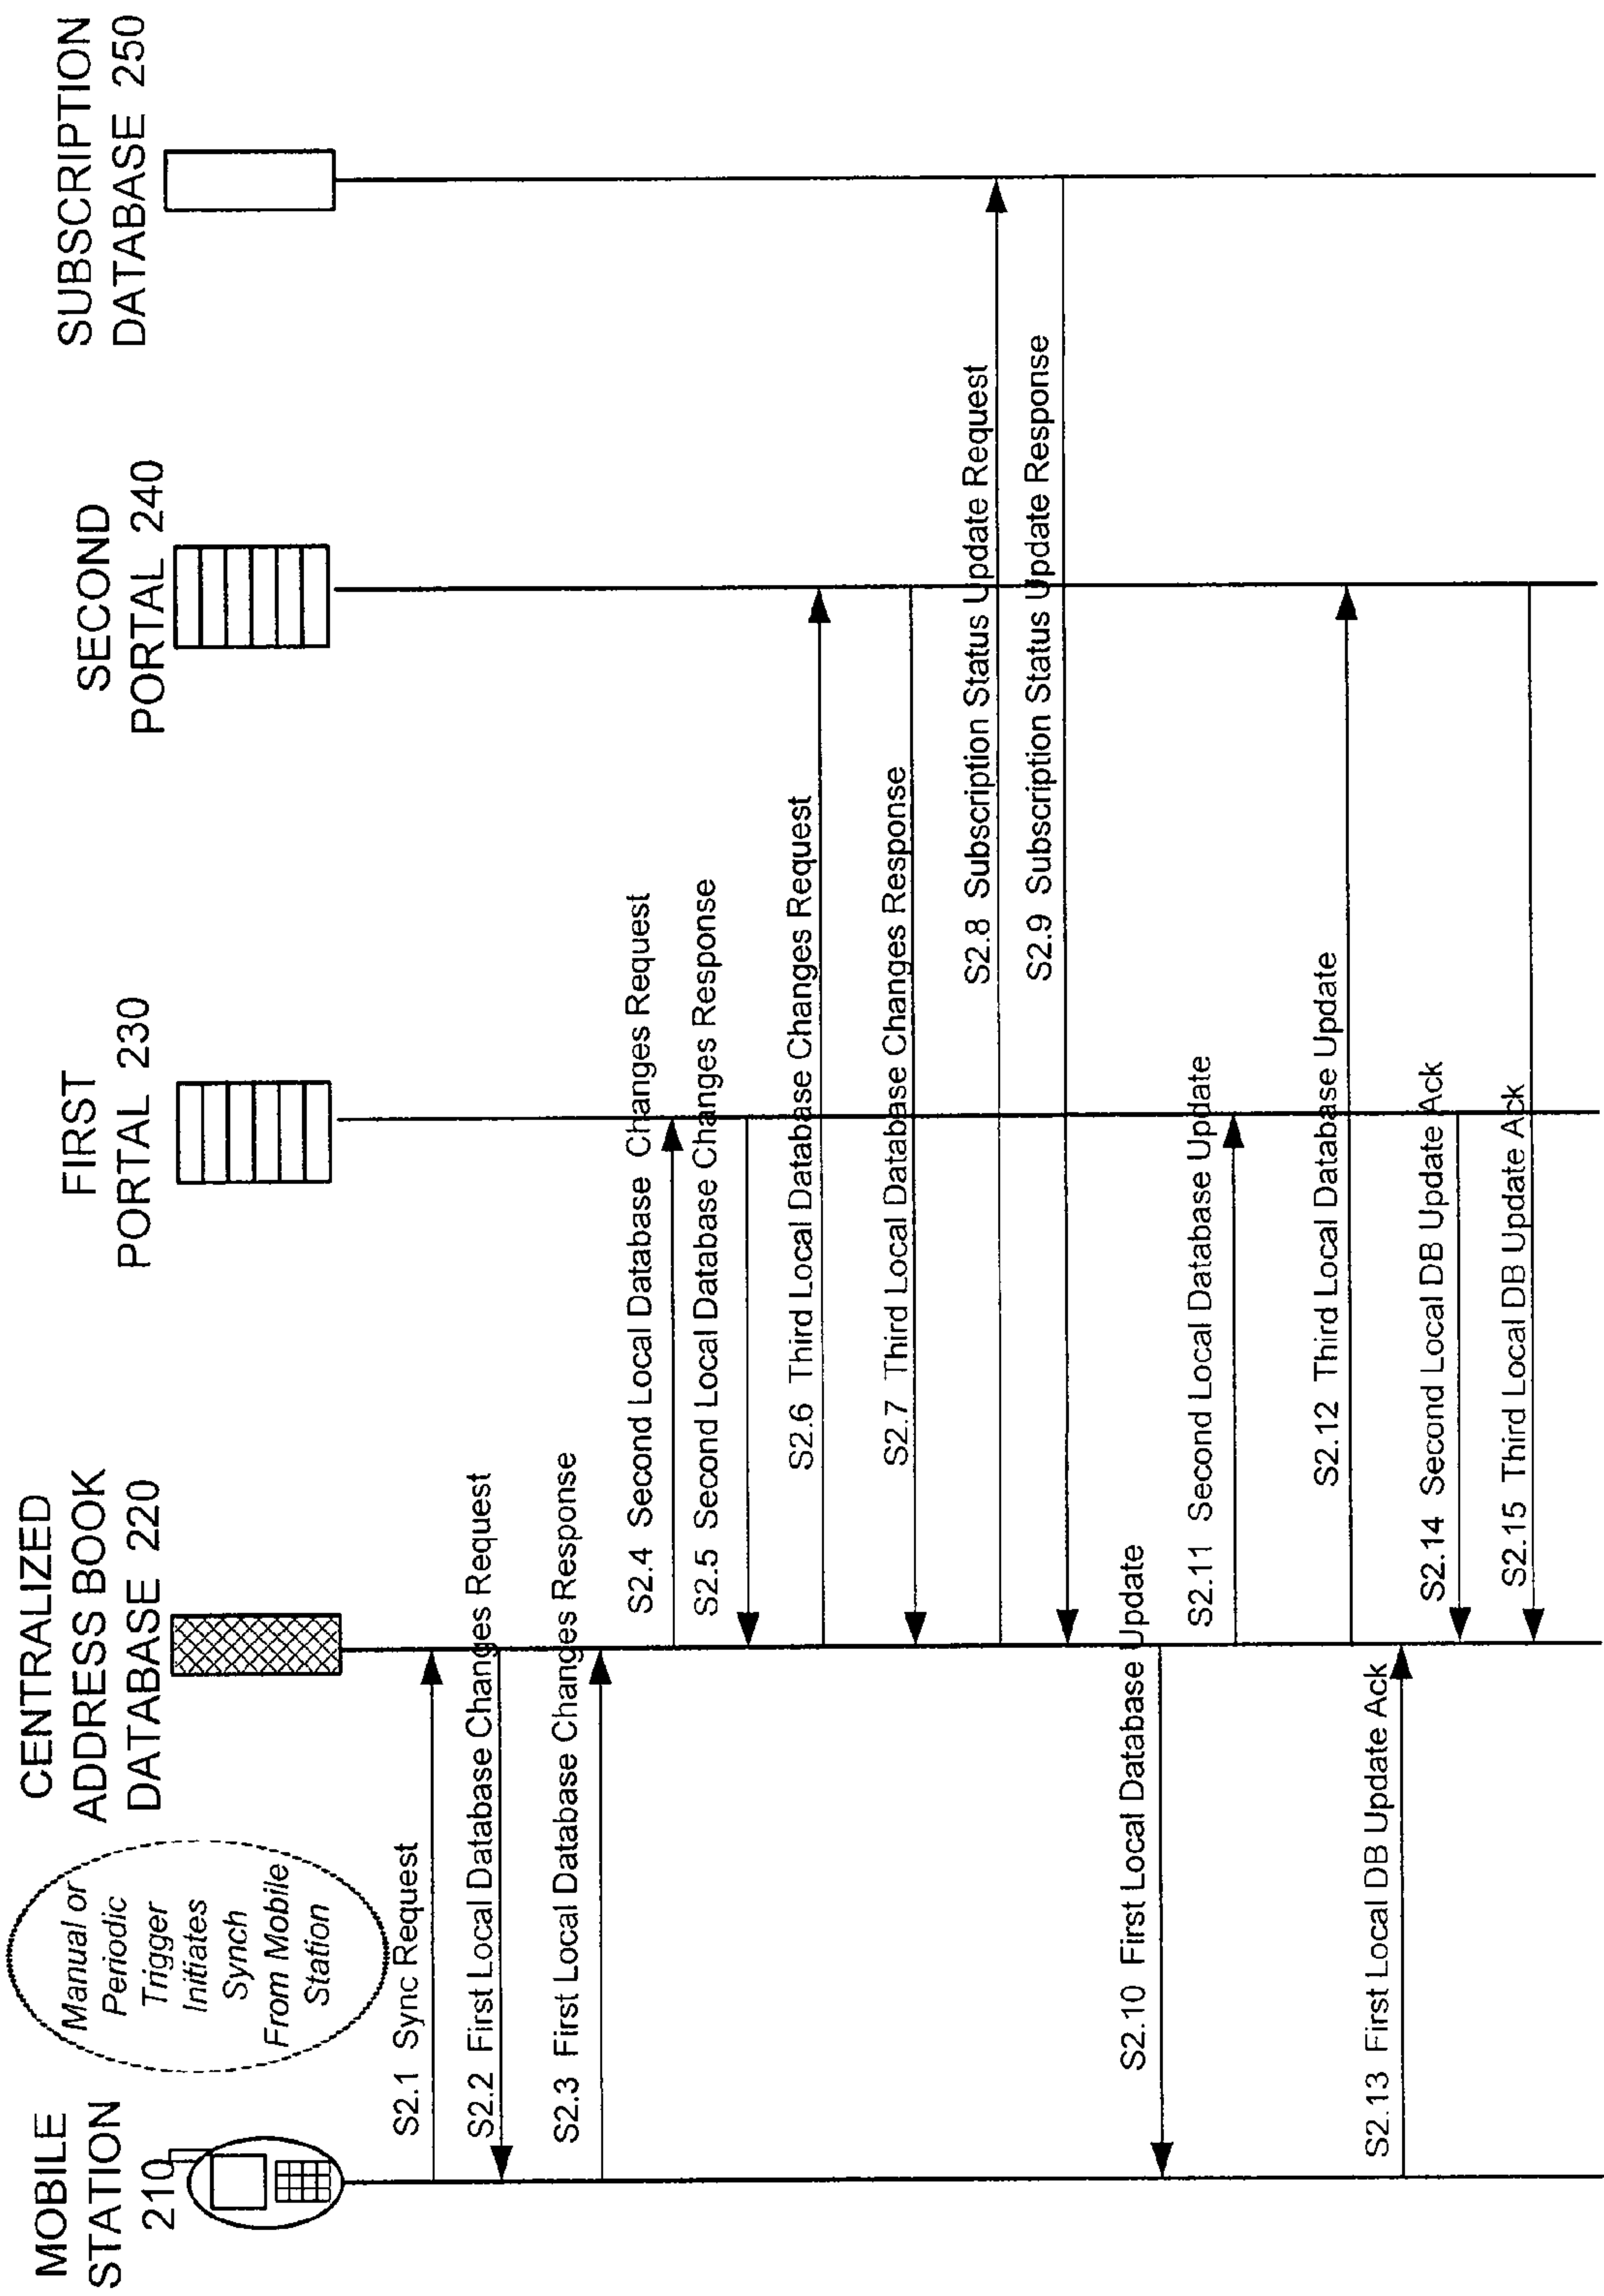 MOBILE
STATION
210
Manual or
Periodic
Trigger
Initiates
Synch
From Mobile
Station
CENTRALIZED
ADDRESS BOOK
DATABASE 220
FIRST
PORTAL 230
SECOND
PORTAL 240
SUBSCRIPTION
DATABASE 250
S2.1 Sync Request
S2.2 First Local Database Changes Request
S2.3 First Local Database Changes Response
S2.4 Second Local Database Changes Request
S2.5 Second Local Database Changes Response
S2.6 Third Local Database Changes Request
S2.7 Third Local Database Changes Response
S2.8 Subscription Status Update Request
S2.9 Subscription Status Update Response
S2.10 First Local Database Update
S2.11 Second Local Database Update
S2.12 Third Local Database Update
S2.13 First Local DB Update Ack
S2.14 Second Local DB Update Ack
S2.15 Third Local DB Update Ack